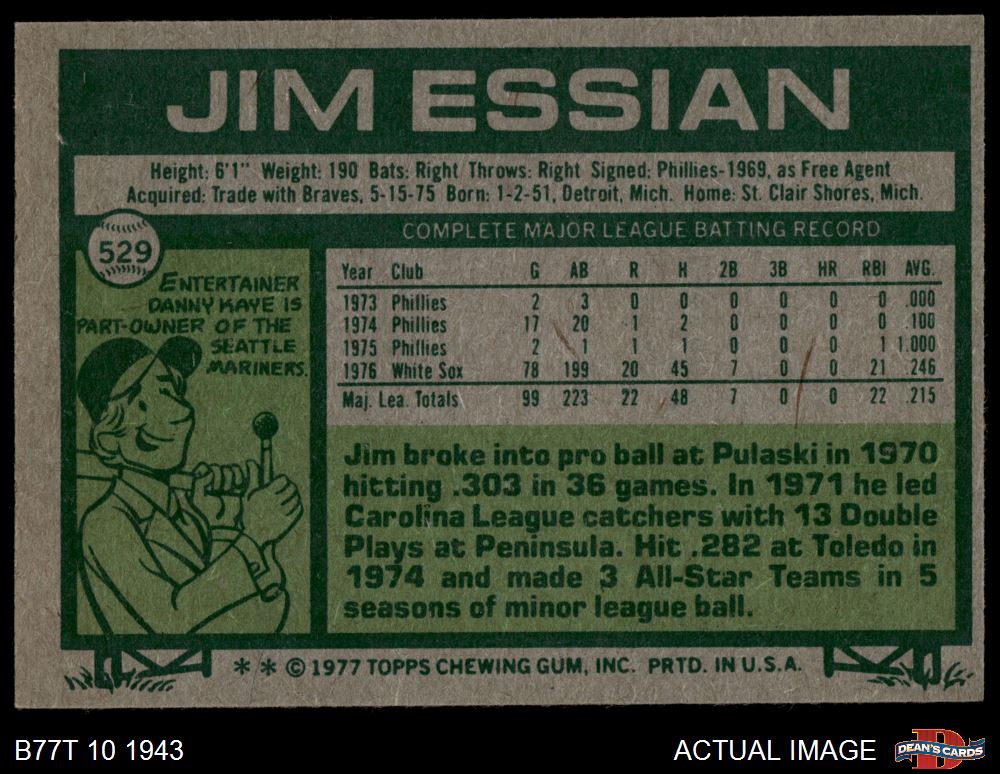 JIM ESSIAN
Height: 6'1" Weight: 190 Bats: Right Throws: Right Signed: Phillies-1969, as Free Agent
Acquired: Trade with Braves, 5-15-75 Born: 1-2-51, Detroit, Mich. Home: St. Clair Shores, Mich.
529
ENTERTAINER
DANNY KAYE IS
PART-OWNER OF THE
SEATTLE
MARINERS.
COMPLETE MAJOR LEAGUE BATTING RECORD
Year Club G AB R H 2B 3B HR RBI AVG.
1973 Phillies 2 3 0 0 0 0 0 0 .000
1974 Phillies 17 20 1 2 0 0 0 0 .100
1975 Phillies 2 1 1 1 0 0 0 1 1.000
1976 White Sox 78 199 20 45 7 0 0 21 .246
Maj. Lea. Totals 99 223 22 48 7 0 0 22 .215
Jim broke into pro ball at Pulaski in 1970
hitting .303 in 36 games. In 1971 he led
Carolina League catchers with 13 Double
Plays at Peninsula. Hit .282 at Toledo in
1974 and made 3 All-Star Teams in 5
seasons of minor league ball.
** © 1977 TOPPS CHEWING GUM, INC. PRTD. IN U.S.A.
B77T 10 1943
ACTUAL IMAGE
D
DEAN'S CARDS